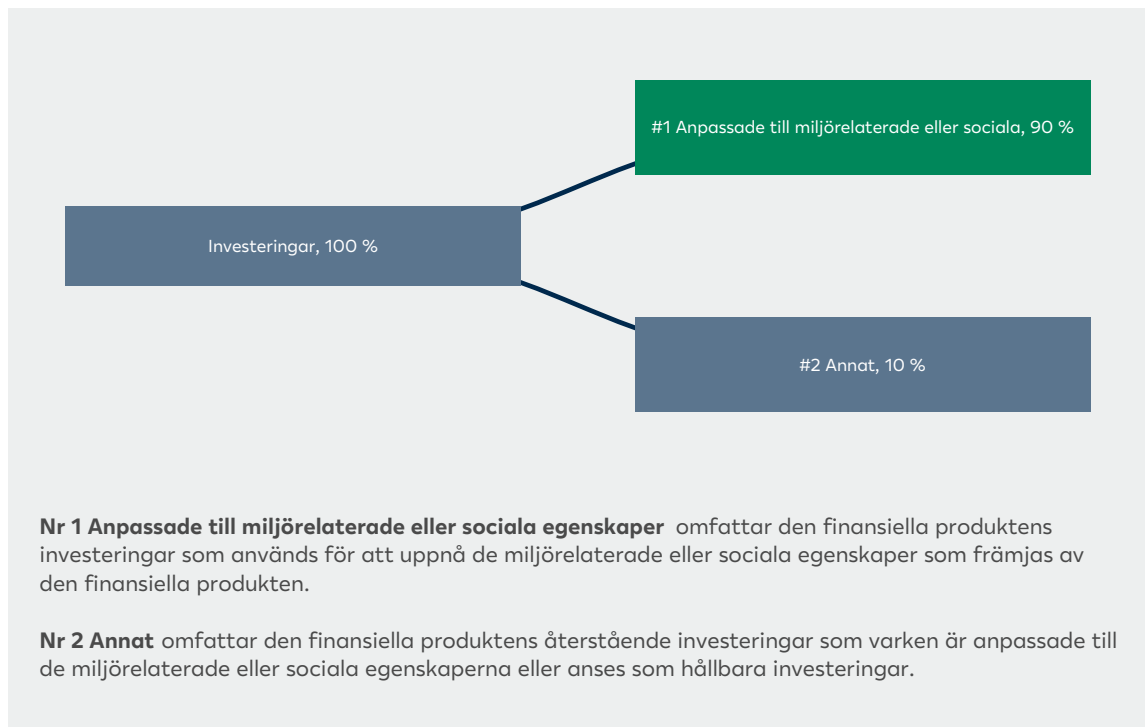 #1 Anpassade till miljörelaterade eller sociala, 90 %
Investeringar, 100 %
#2 Annat, 10 %
Nr 1 Anpassade till miljörelaterade eller sociala egenskaper omfattar den finansiella produktens
investeringar som används för att uppnå de miljörelaterade eller sociala egenskaper som främjas av
den finansiella produkten.
Nr 2 Annat omfattar den finansiella produktens återstående investeringar som varken är anpassade till
de miljörelaterade eller sociala egenskaperna eller anses som hållbara investeringar.